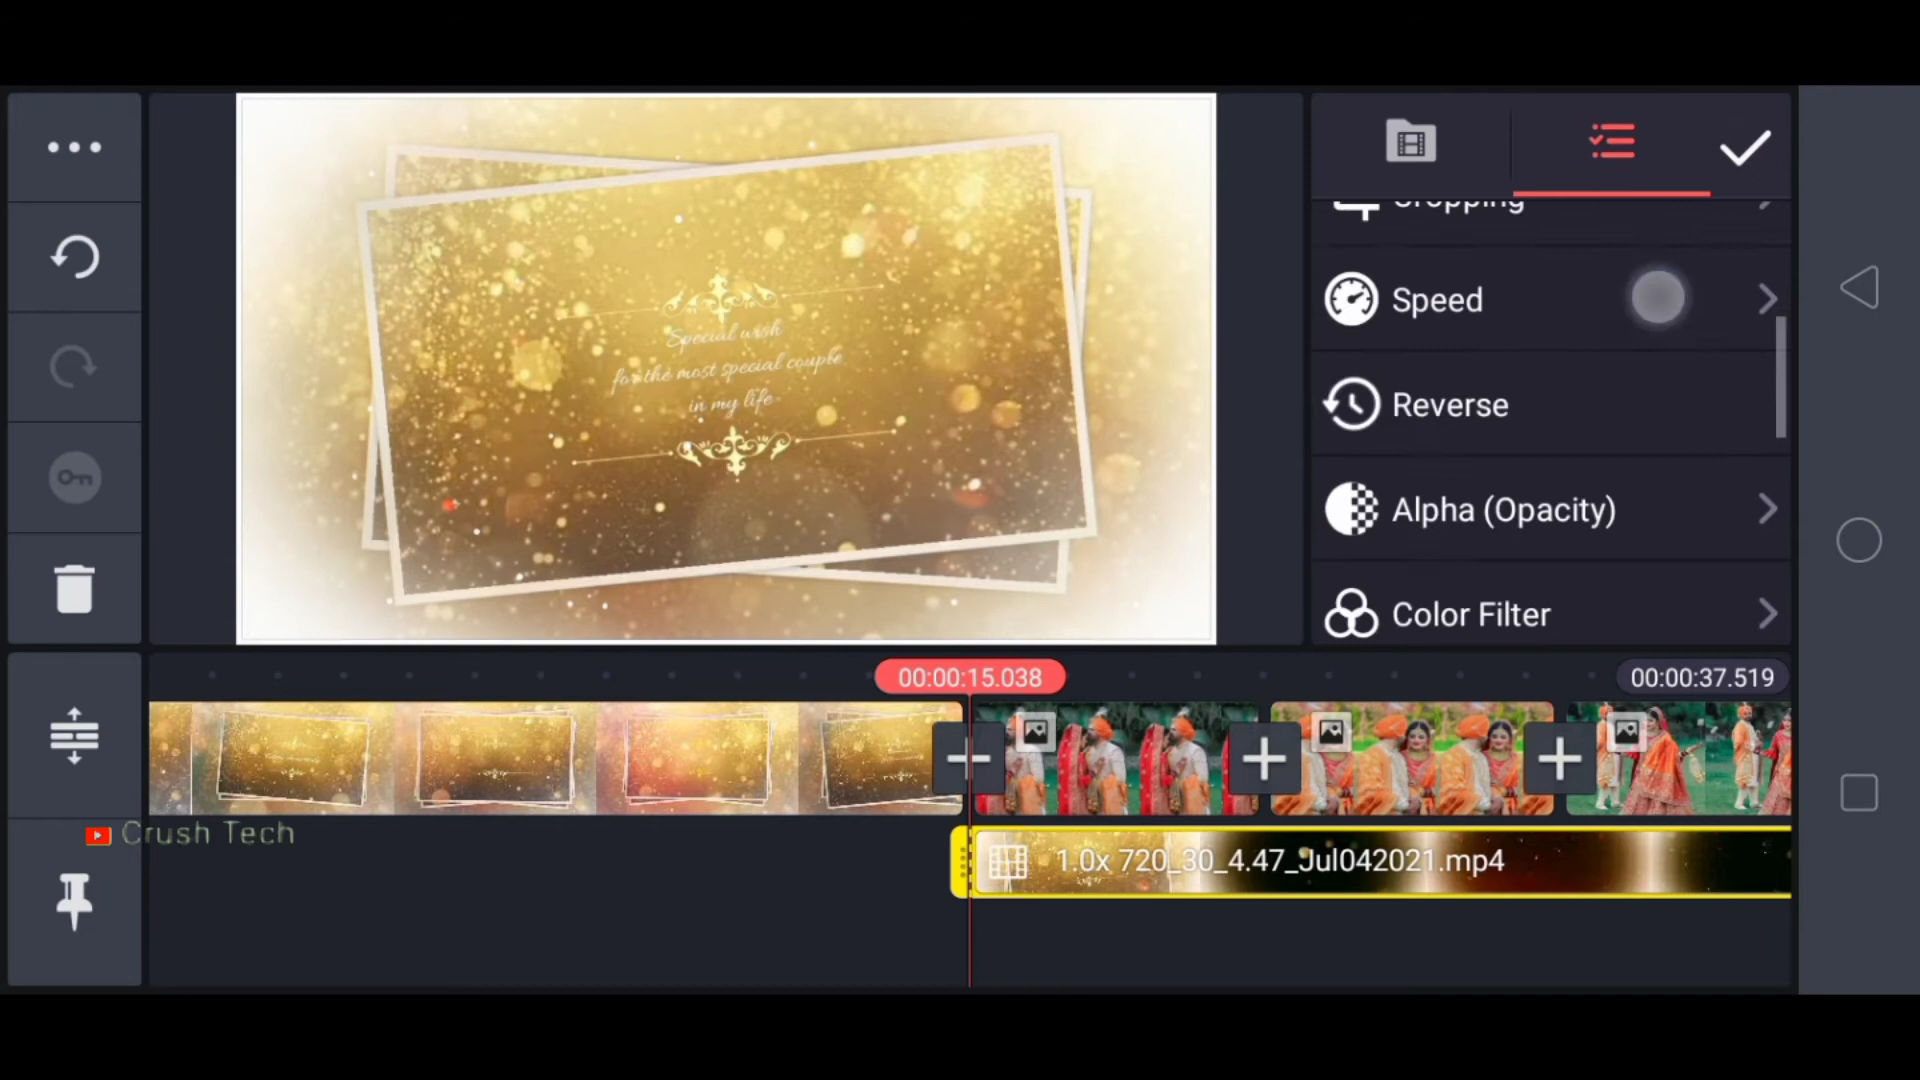 Cropping
Speed
Reverse
Alpha (Opacity)
Color Filter
Special wish
for the most special couple
in my life
00:00:15.038
00:00:37.519
1.0x 720_30_4.47_Jul042021.mp4
Crush Tech